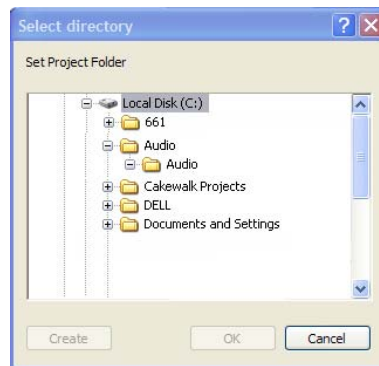 Select directory
Set Project Folder
Local Disk (C:)
661
Audio
Audio
Cakewalk Projects
DELL
Documents and Settings
Create OK Cancel